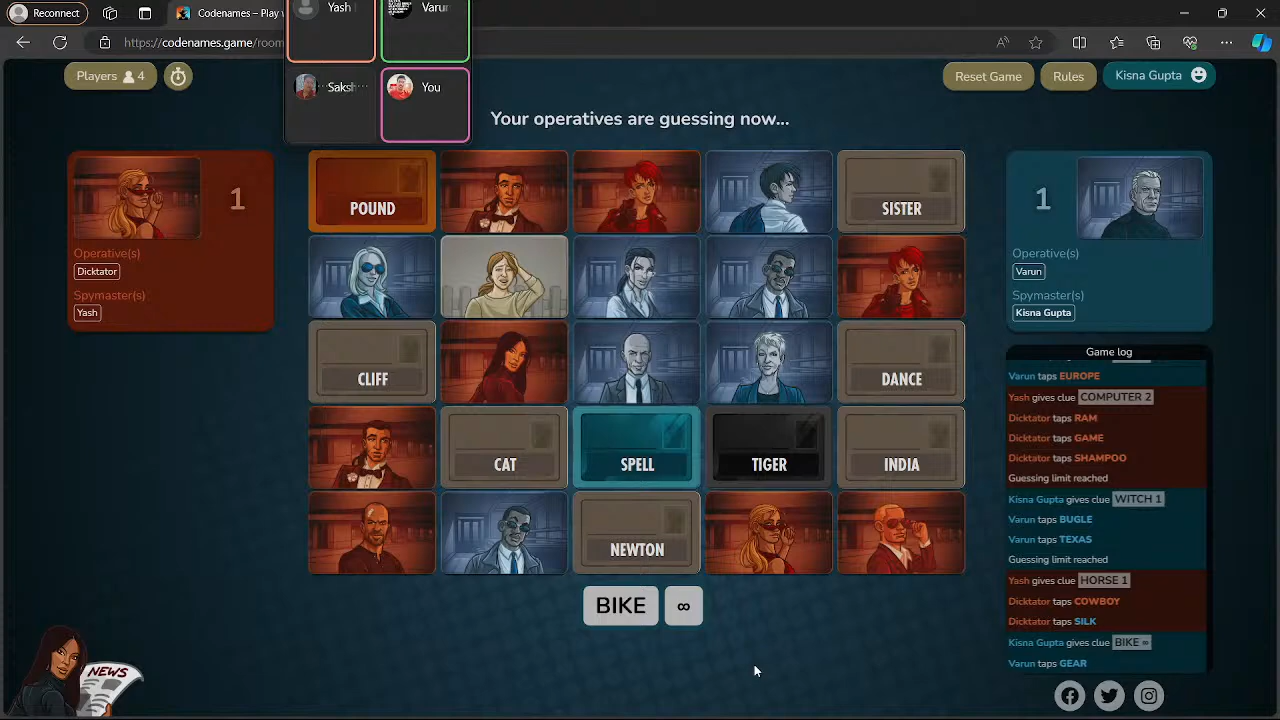 Reconnect
Codenames – Play
https://codenames.game/room
Yash
Varun
You
Players 4
Reset Game
Rules
Kisna Gupta
Your operatives are guessing now...
1
Operative(s)
Dicktator
Spymaster(s)
Yash
POUND
SISTER
CLIFF
DANCE
CAT
SPELL
TIGER
INDIA
NEWTON
BIKE ∞
1
Operative(s)
Varun
Spymaster(s)
Kisna Gupta
Game log
Varun taps EUROPE
Yash gives clue COMPUTER 2
Dicktator taps RAM
Dicktator taps GAME
Dicktator taps SHAMPOO
Guessing limit reached
Kisna Gupta gives clue WITCH 1
Varun taps BUGLE
Varun taps TEXAS
Guessing limit reached
Yash gives clue HORSE 1
Dicktator taps COWBOY
Dicktator taps SILK
Kisna Gupta gives clue BIKE ∞
Varun taps GEAR
NEWS